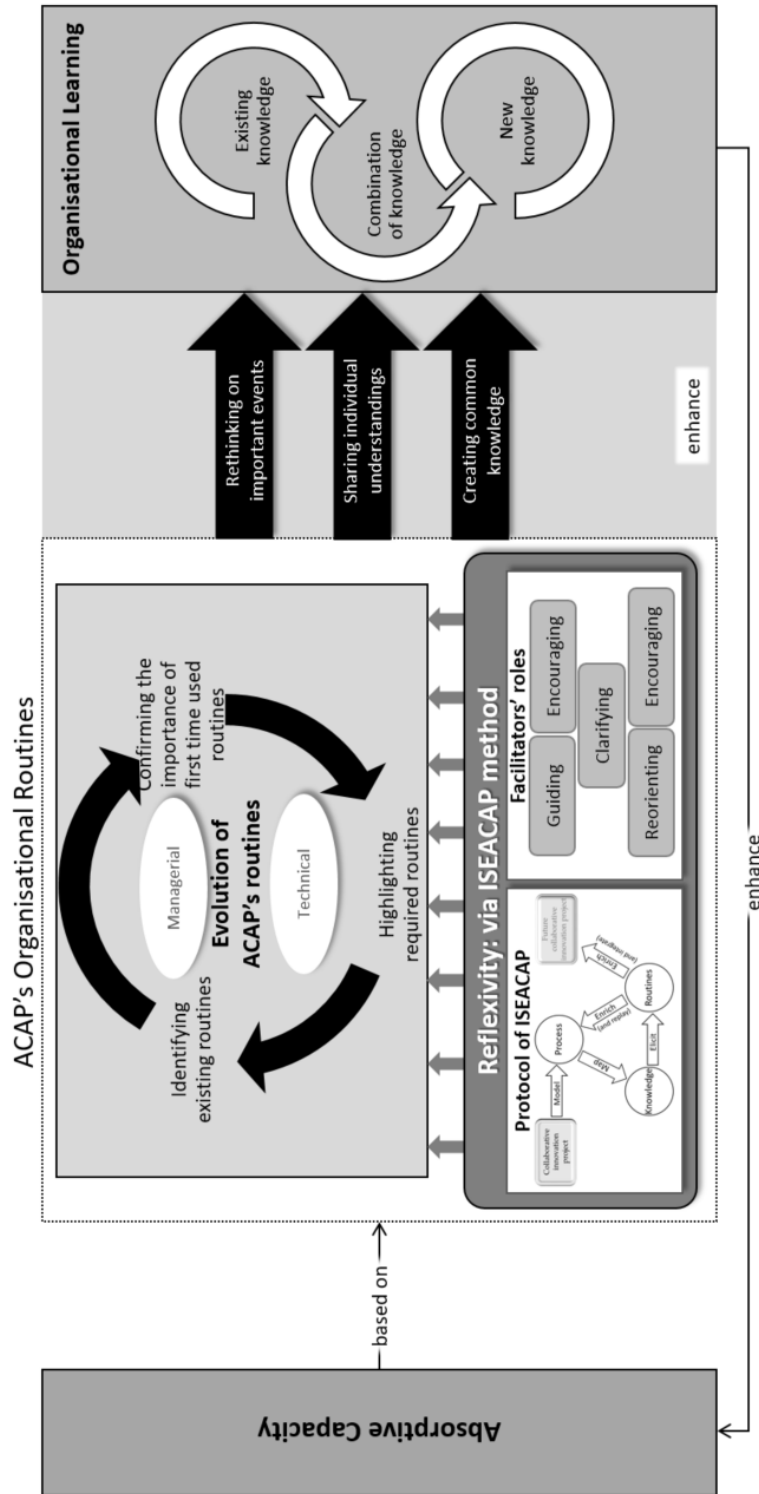 Absorptive Capacity
based on
ACAP's Organisational Routines
Identifying
existing routines
Managerial
Evolution of
ACAP's routines
Technical
Confirming the
importance of
first time used
routines
Highlighting
required routines
Reflexivity: via ISEACAP method
Protocol of ISEACAP
Collaborative
innovation
project
Model
Process
Map
Knowledge
Elicit
Routines
Enrich
(and replay)
Enrich
(and integrate)
Future
collaborative
innovation project
Facilitators' roles
Guiding
Encouraging
Clarifying
Reorienting
Encouraging
Rethinking on
important events
Sharing individual
understandings
Creating common
knowledge
enhance
Organisational Learning
Existing
knowledge
Combination
of knowledge
New
knowledge
enhance